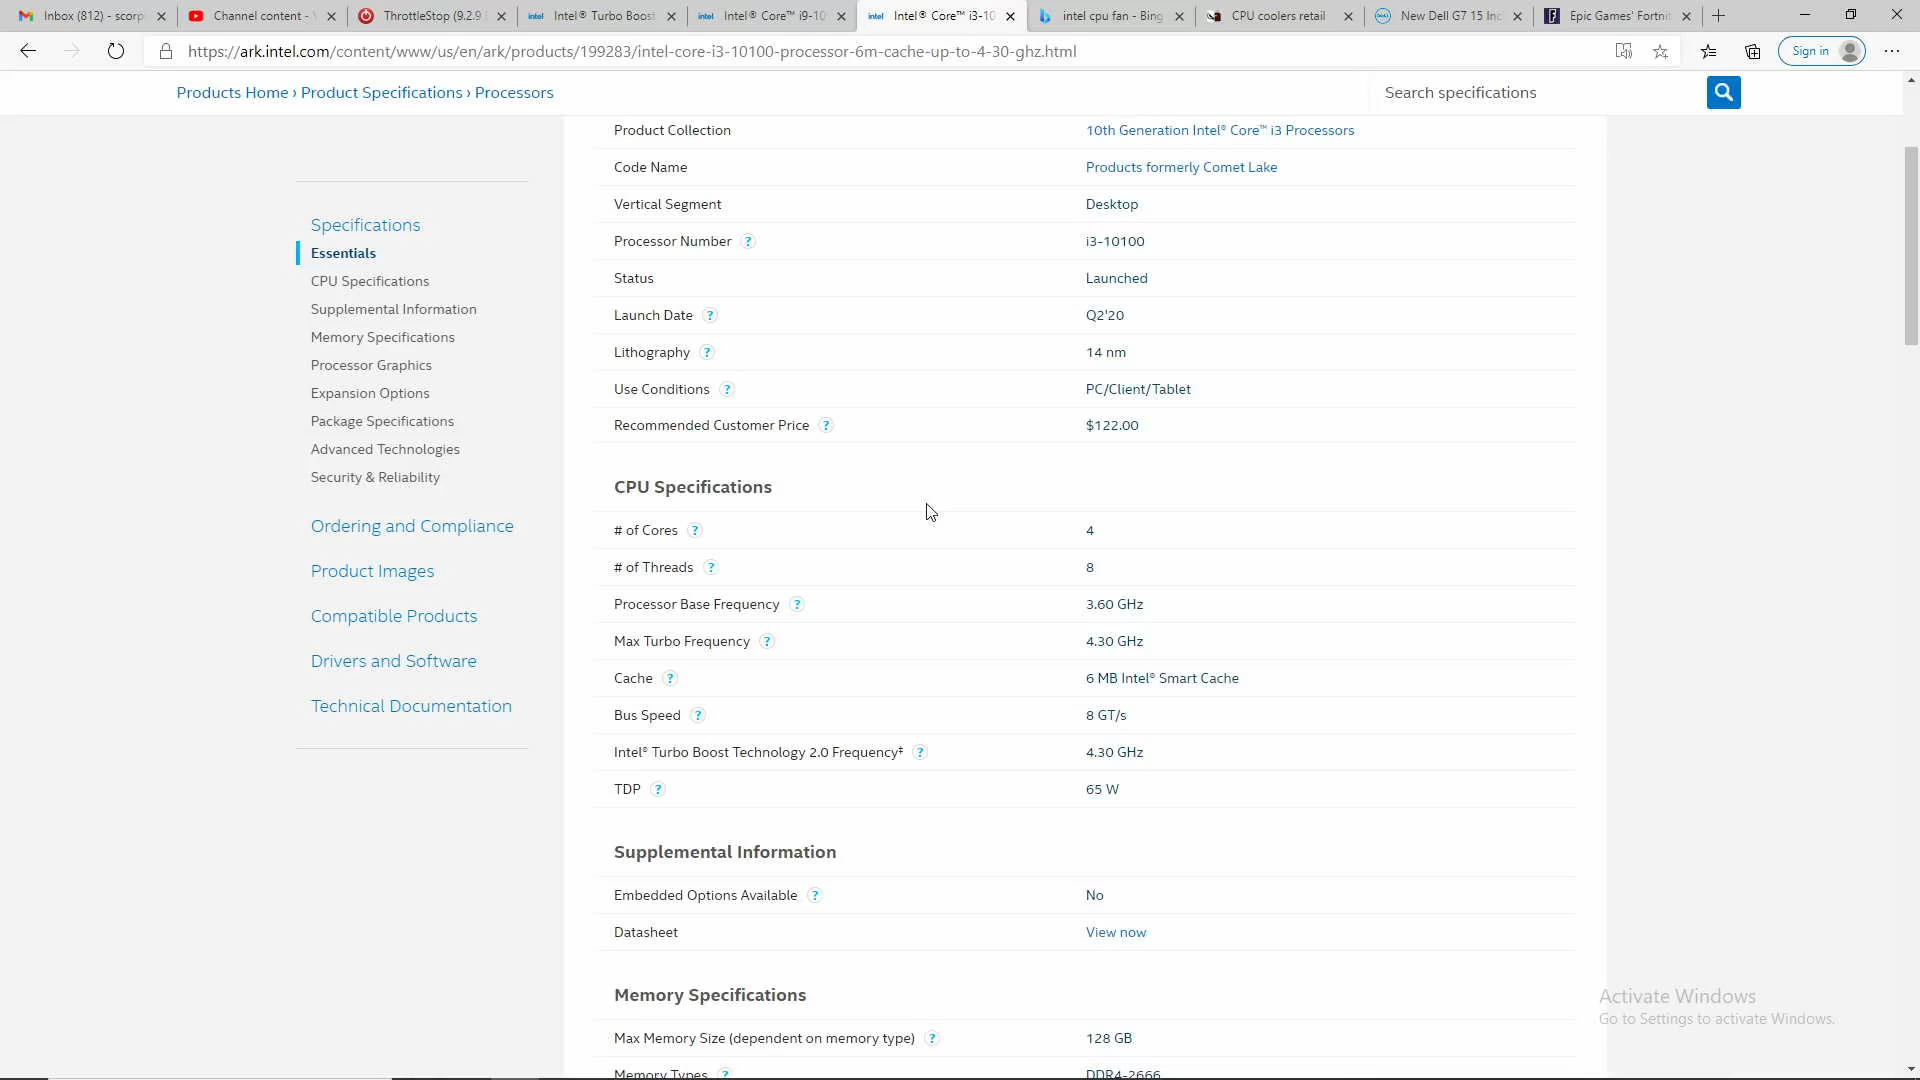 Inbox (812) - scorp
Channel content -
ThrottleStop (9.2.9
Intel® Turbo Boost
Intel® Core™ i9-10
Intel® Core™ i3-10
intel cpu fan - Bing
CPU coolers retail
New Dell G7 15 Inc
Epic Games' Fortnit
https://ark.intel.com/content/www/us/en/ark/products/199283/intel-core-i3-10100-processor-6m-cache-up-to-4-30-ghz.html
Sign in
Products Home › Product Specifications › Processors
Search specifications
Specifications
Essentials
CPU Specifications
Supplemental Information
Memory Specifications
Processor Graphics
Expansion Options
Package Specifications
Advanced Technologies
Security & Reliability
Ordering and Compliance
Product Images
Compatible Products
Drivers and Software
Technical Documentation
Product Collection 10th Generation Intel® Core™ i3 Processors
Code Name Products formerly Comet Lake
Vertical Segment Desktop
Processor Number ? i3-10100
Status Launched
Launch Date ? Q2'20
Lithography ? 14 nm
Use Conditions ? PC/Client/Tablet
Recommended Customer Price ? $122.00
CPU Specifications
# of Cores ? 4
# of Threads ? 8
Processor Base Frequency ? 3.60 GHz
Max Turbo Frequency ? 4.30 GHz
Cache ? 6 MB Intel® Smart Cache
Bus Speed ? 8 GT/s
Intel® Turbo Boost Technology 2.0 Frequency‡ ? 4.30 GHz
TDP ? 65 W
Supplemental Information
Embedded Options Available ? No
Datasheet View now
Memory Specifications
Max Memory Size (dependent on memory type) ? 128 GB
Memory Types ? DDR4-2666
Activate Windows
Go to Settings to activate Windows.